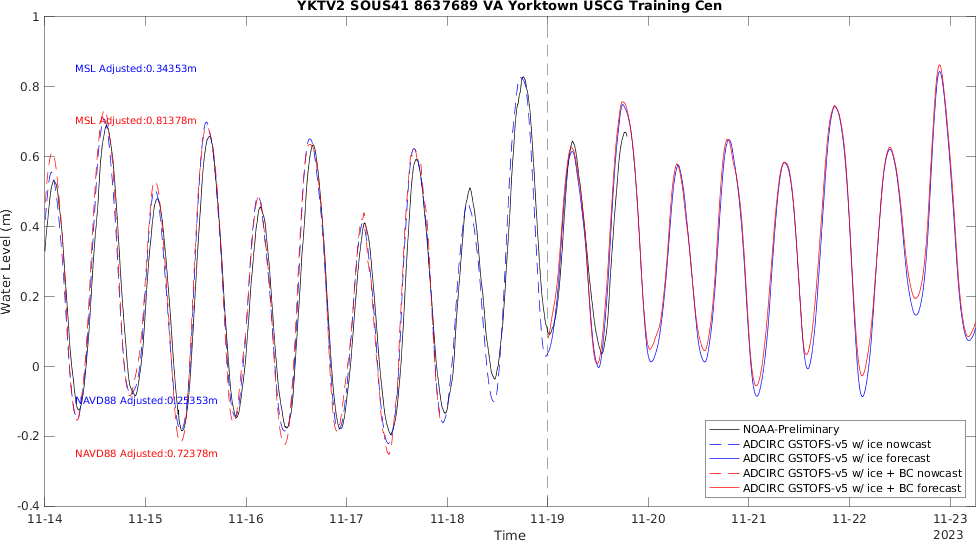 YKTV2 SOUS41 8637689 VA Yorktown USCG Training Cen
1
0.8
0.6
0.4
0.2
0
-0.2
-0.4
Water Level (m)
MSL Adjusted:0.34353m
MSL Adjusted:0.81378m
NAVD88 Adjusted:0.25353m
NAVD88 Adjusted:0.72378m
NOAA-Preliminary
ADCIRC GSTOFS-v5 w/ ice nowcast
ADCIRC GSTOFS-v5 w/ ice forecast
ADCIRC GSTOFS-v5 w/ ice + BC nowcast
ADCIRC GSTOFS-v5 w/ ice + BC forecast
11-14 11-15 11-16 11-17 11-18 11-19 11-20 11-21 11-22 11-23
Time
2023